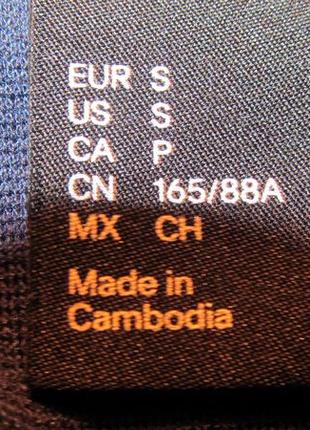 EUR S
US S
CA P
CN 165/88A
MX CH
Made in
Cambodia